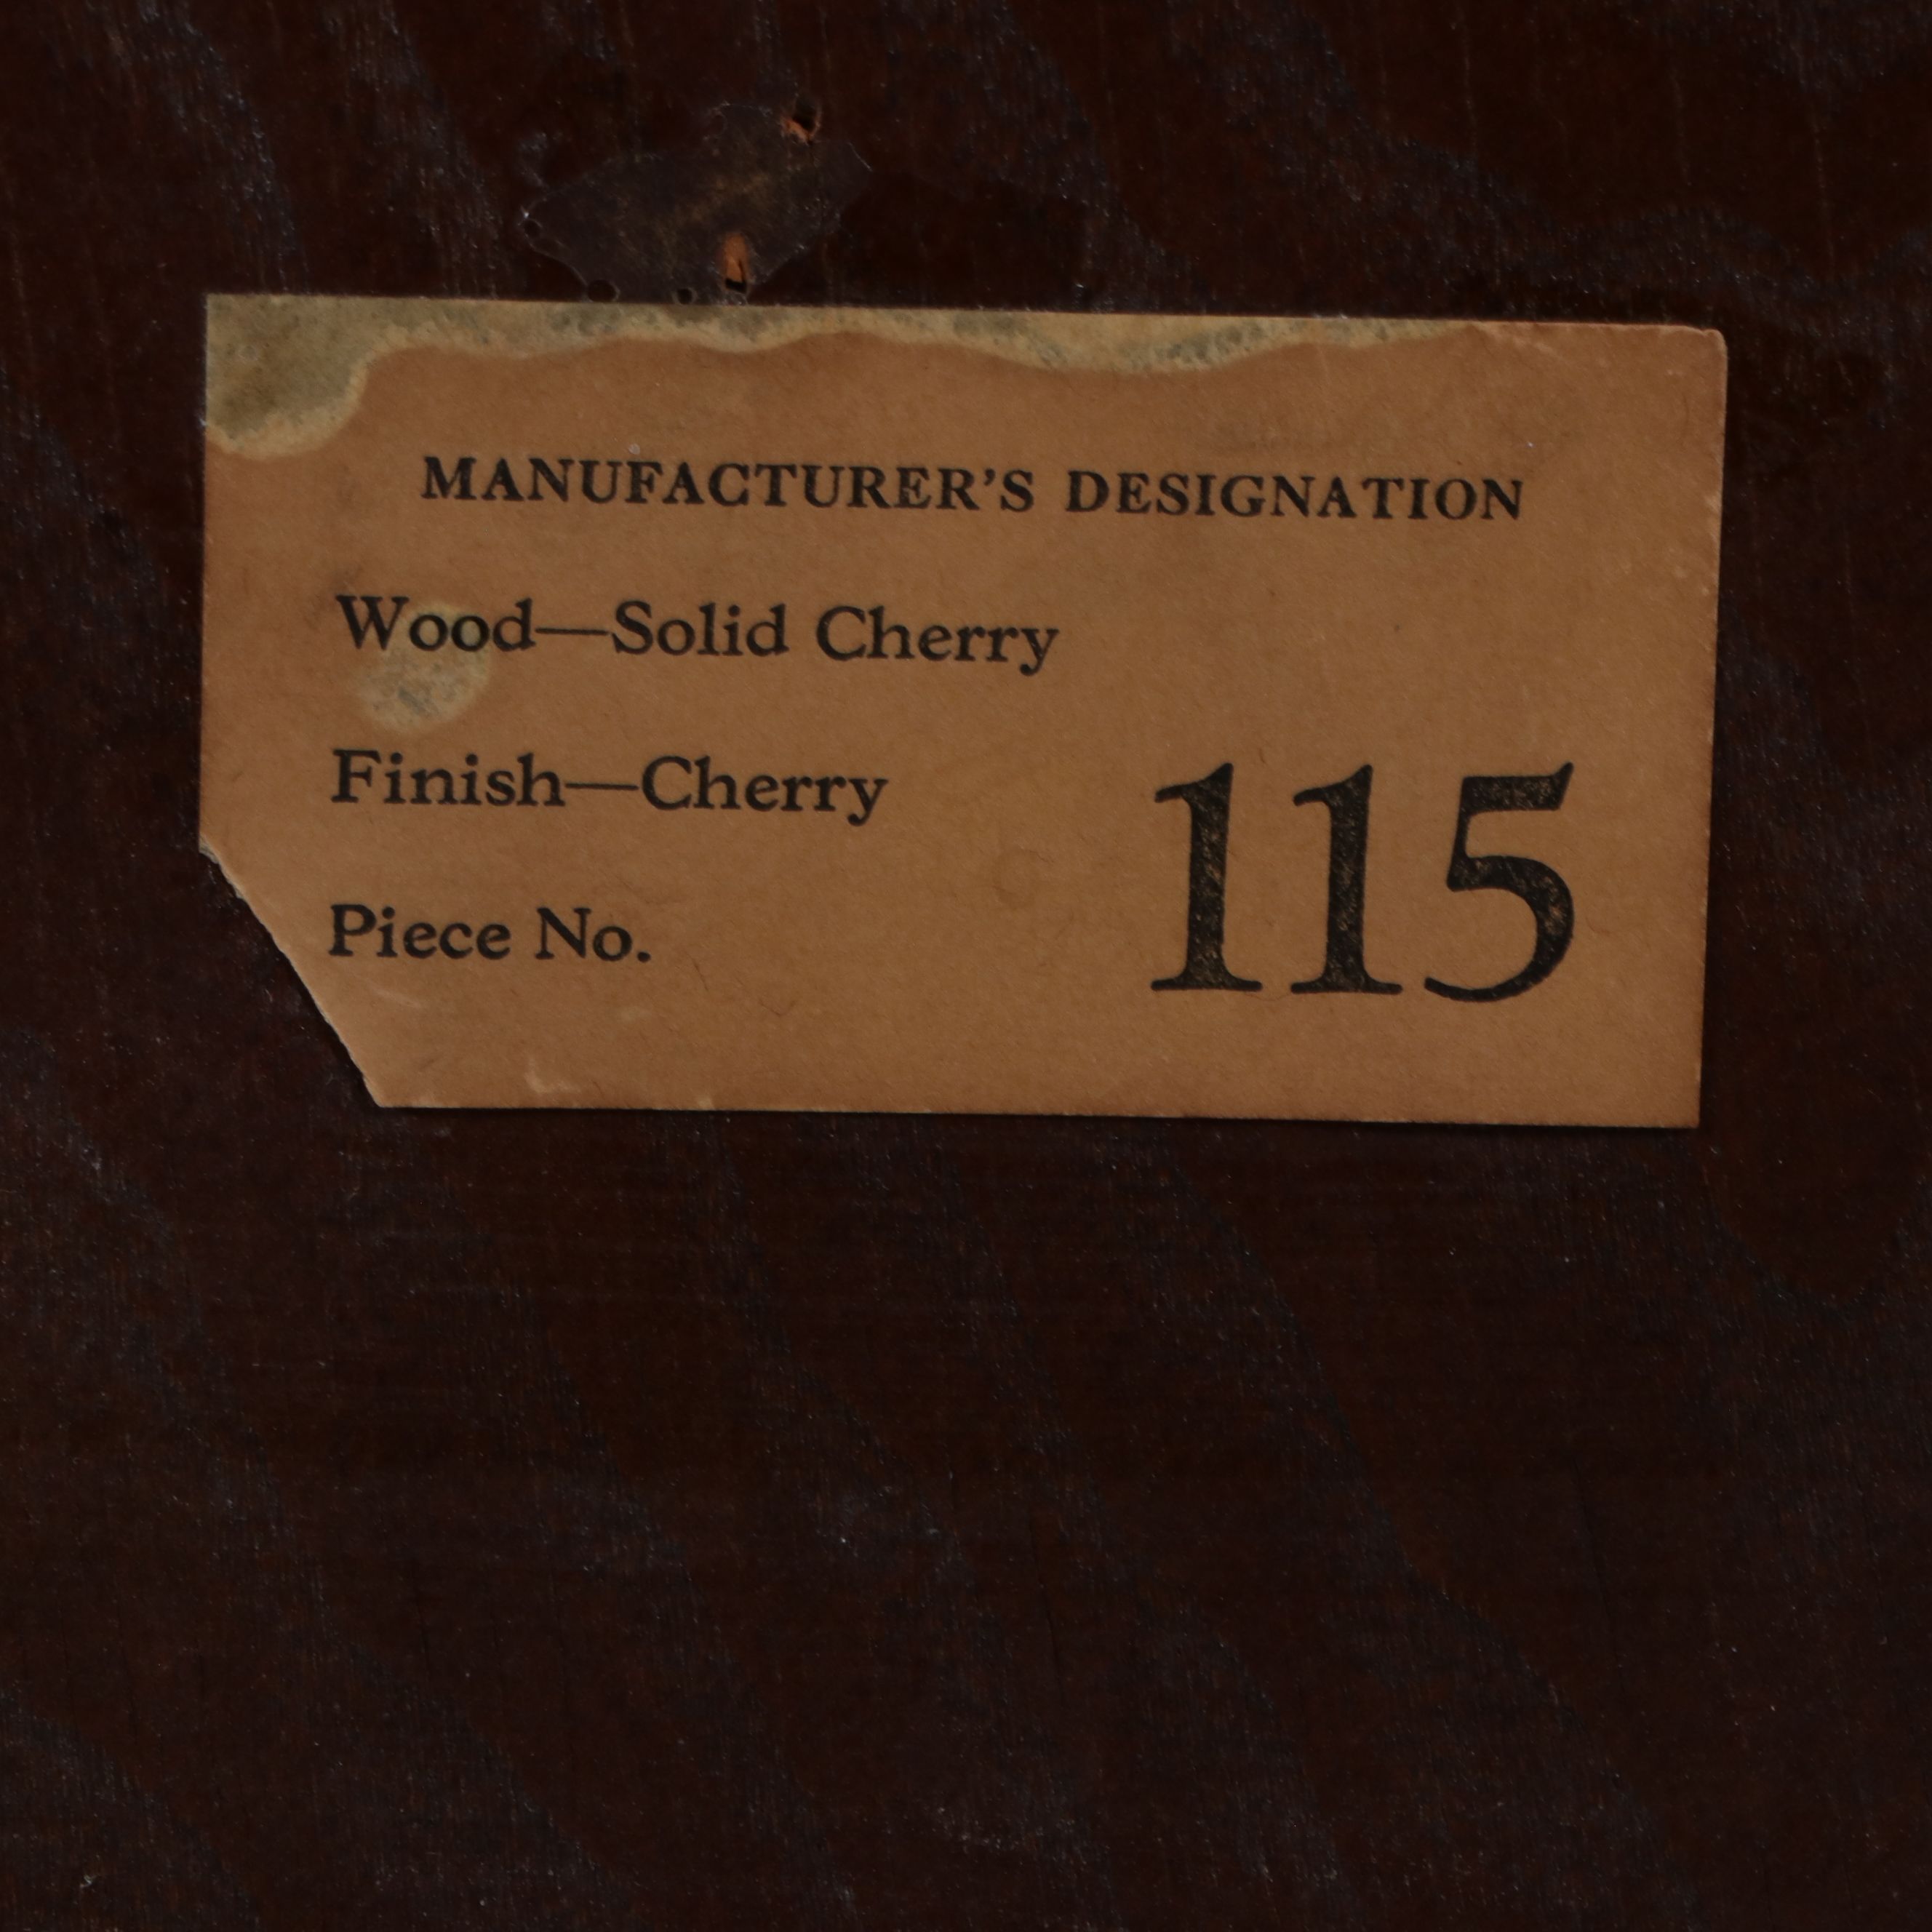 MANUFACTURER'S DESIGNATION
Wood—Solid Cherry
Finish—Cherry
Piece No. 115